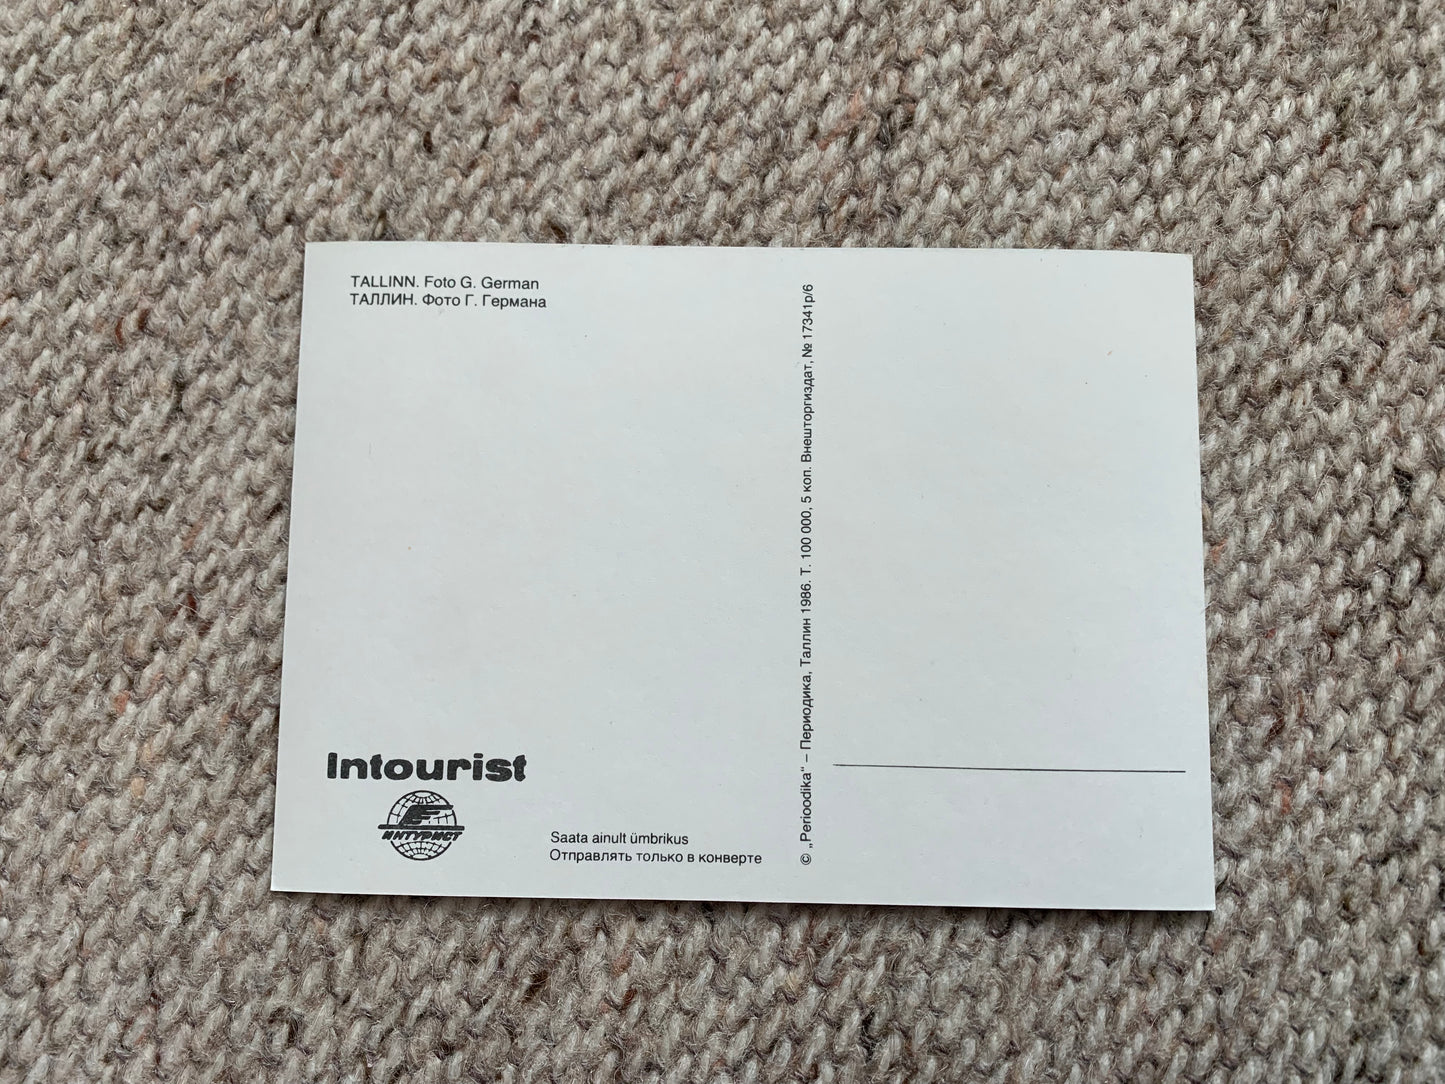 TALLINN. Foto G. German
ТАЛЛИН. Фото Г. Германа
Intourist
ИНТУРИСТ
Saata ainult ümbrikus
Отправлять только в конверте
© „Perioodika“ – Периодика, Таллин 1986. Т. 100 000, 5 коп. Внешторгиздат, № 17341р/6